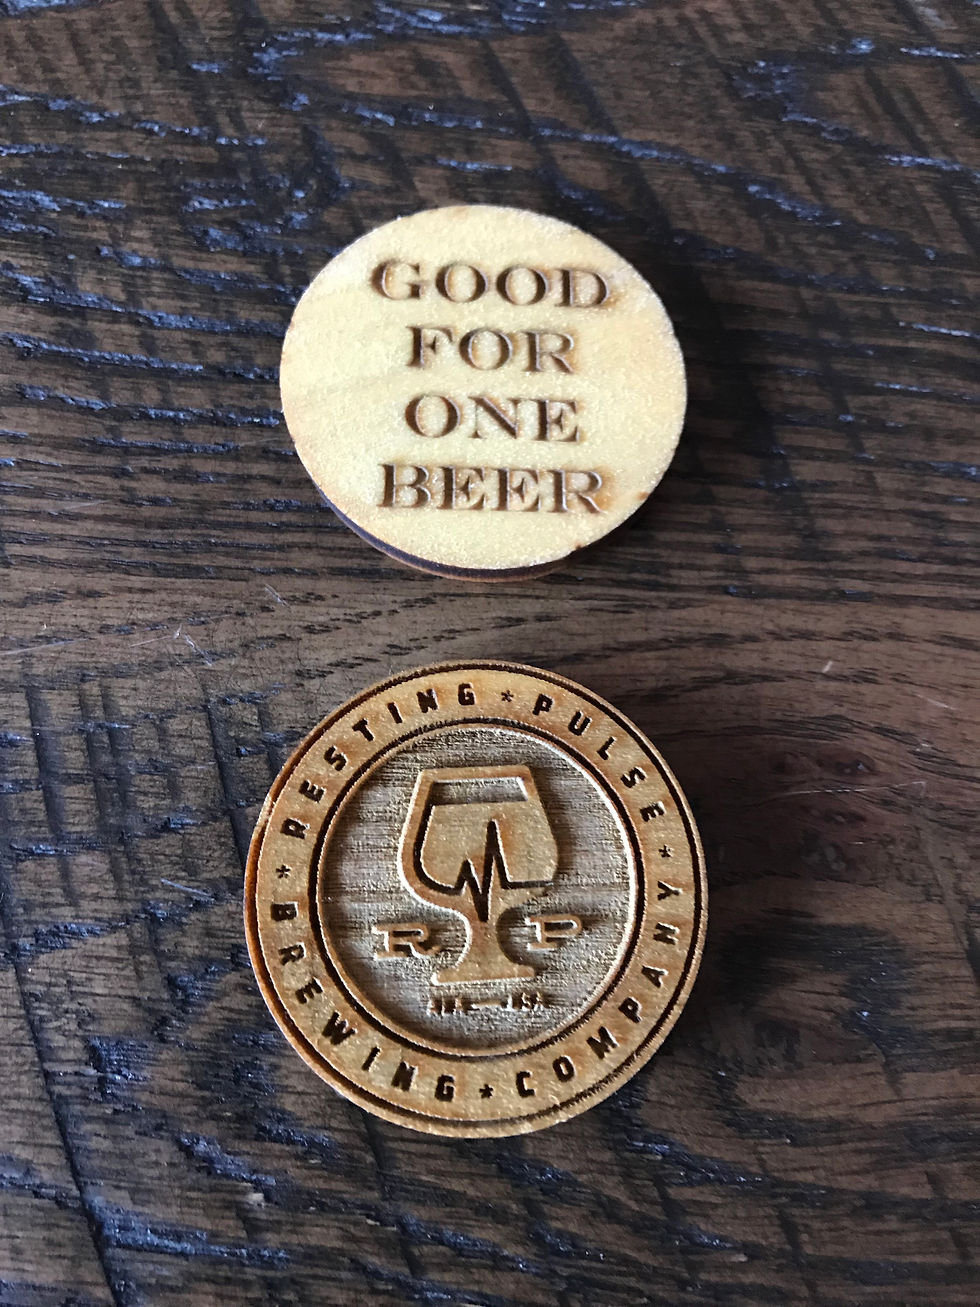 GOOD
FOR
ONE
BEER
RESTING * PULSE
* BREWING * COMPANY *
R P